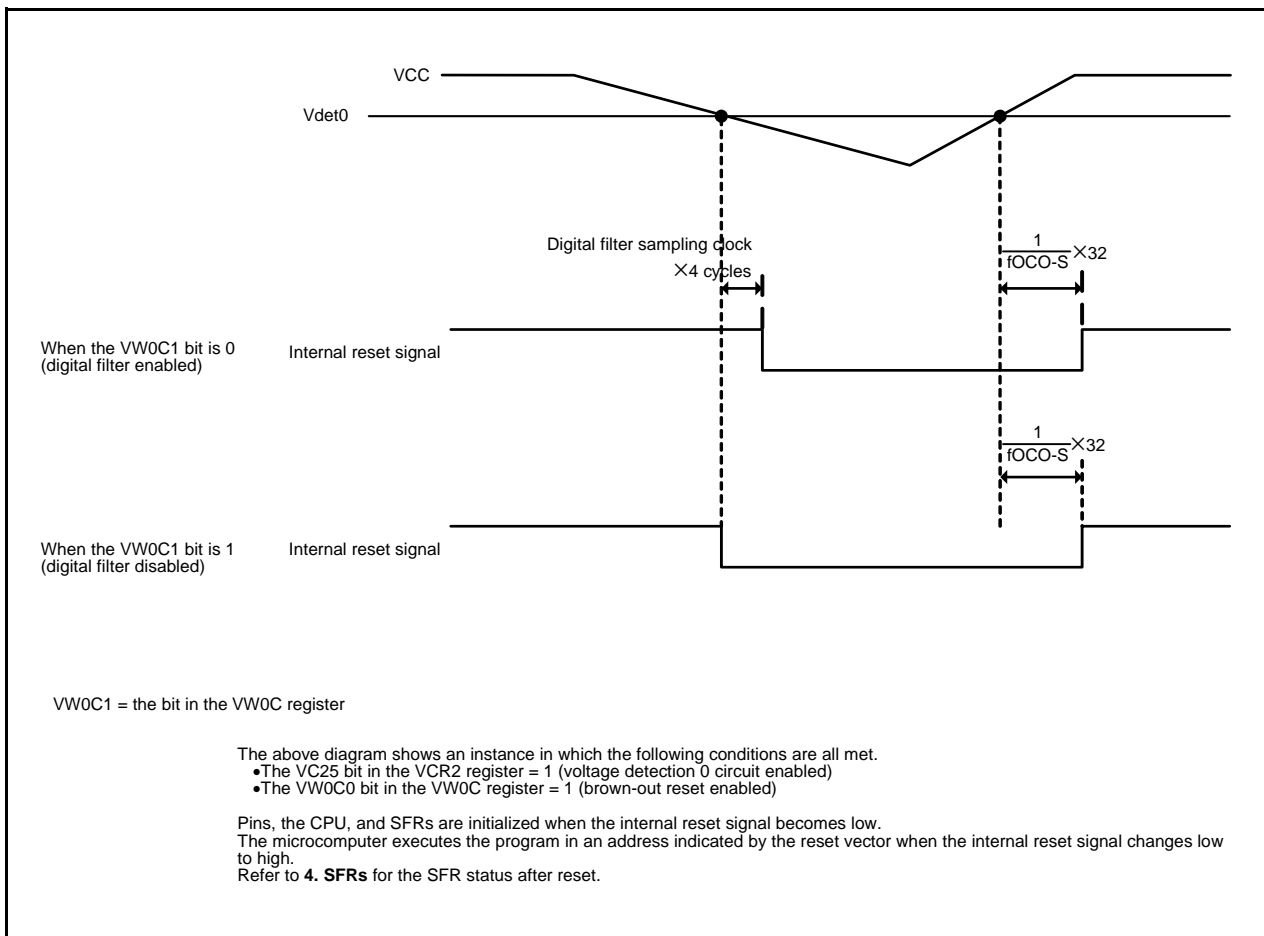 VCC
Vdet0
Digital filter sampling clock
×4 cycles
1
fOCO-S
×32
When the VW0C1 bit is 0
(digital filter enabled)
Internal reset signal
1
fOCO-S
×32
When the VW0C1 bit is 1
(digital filter disabled)
Internal reset signal
VW0C1 = the bit in the VW0C register
The above diagram shows an instance in which the following conditions are all met.
•The VC25 bit in the VCR2 register = 1 (voltage detection 0 circuit enabled)
•The VW0C0 bit in the VW0C register = 1 (brown-out reset enabled)
Pins, the CPU, and SFRs are initialized when the internal reset signal becomes low.
The microcomputer executes the program in an address indicated by the reset vector when the internal reset signal changes low
to high.
Refer to 4. SFRs for the SFR status after reset.